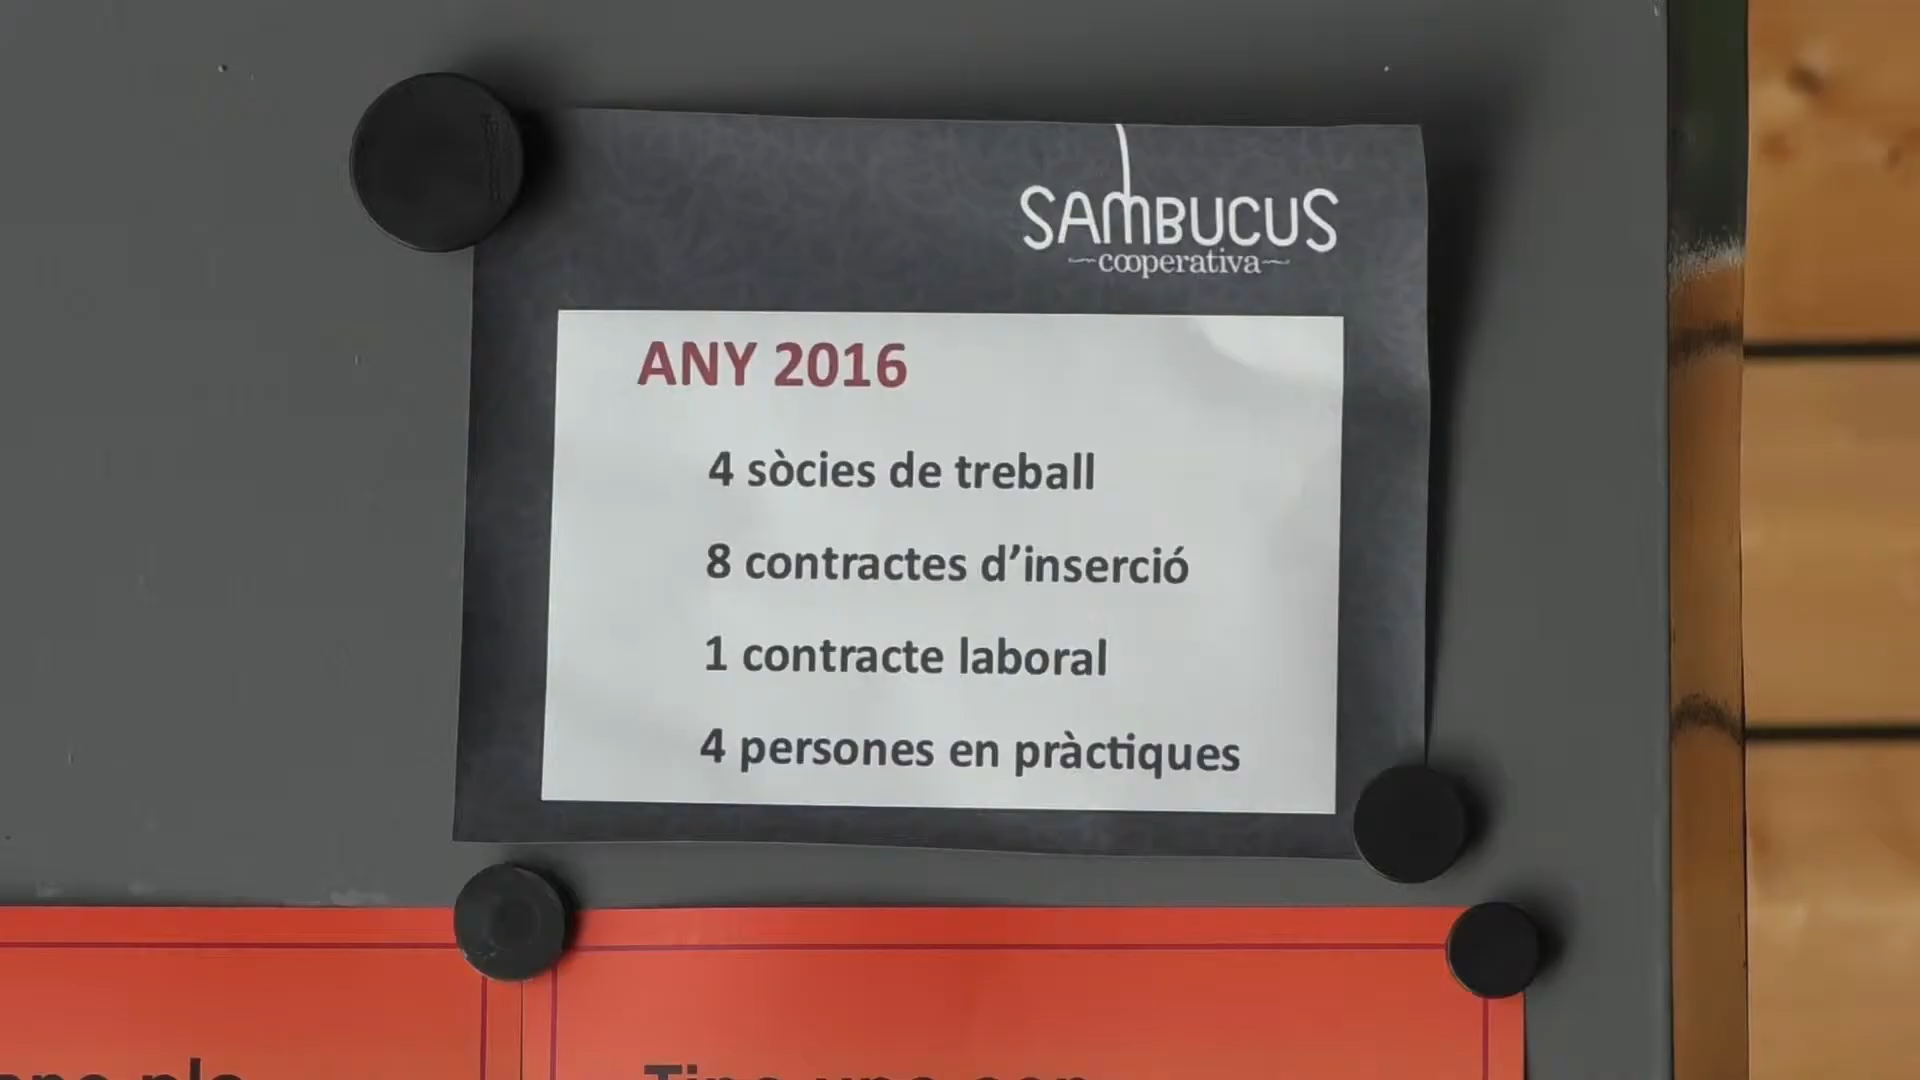 SAMBUCUS
cooperativa
ANY 2016
4 sòcies de treball
8 contractes d’inserció
1 contracte laboral
4 persones en pràctiques